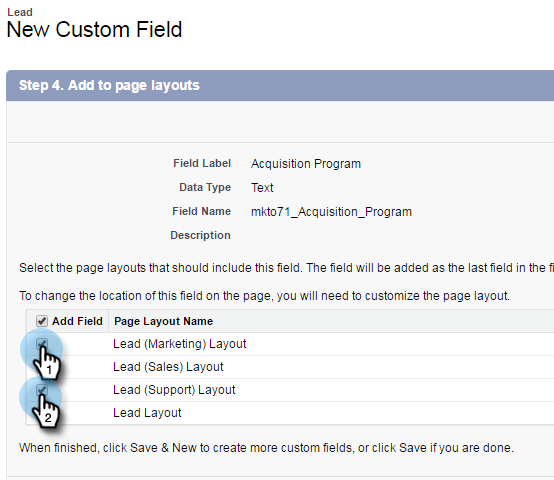 Lead
New Custom Field
Step 4. Add to page layouts
Field Label Acquisition Program
Data Type Text
Field Name mkto71_Acquisition_Program
Description
Select the page layouts that should include this field. The field will be added as the last field in the fi
To change the location of this field on the page, you will need to customize the page layout.
Add Field Page Layout Name
Lead (Marketing) Layout
1
Lead (Sales) Layout
Lead (Support) Layout
2
Lead Layout
When finished, click Save & New to create more custom fields, or click Save if you are done.